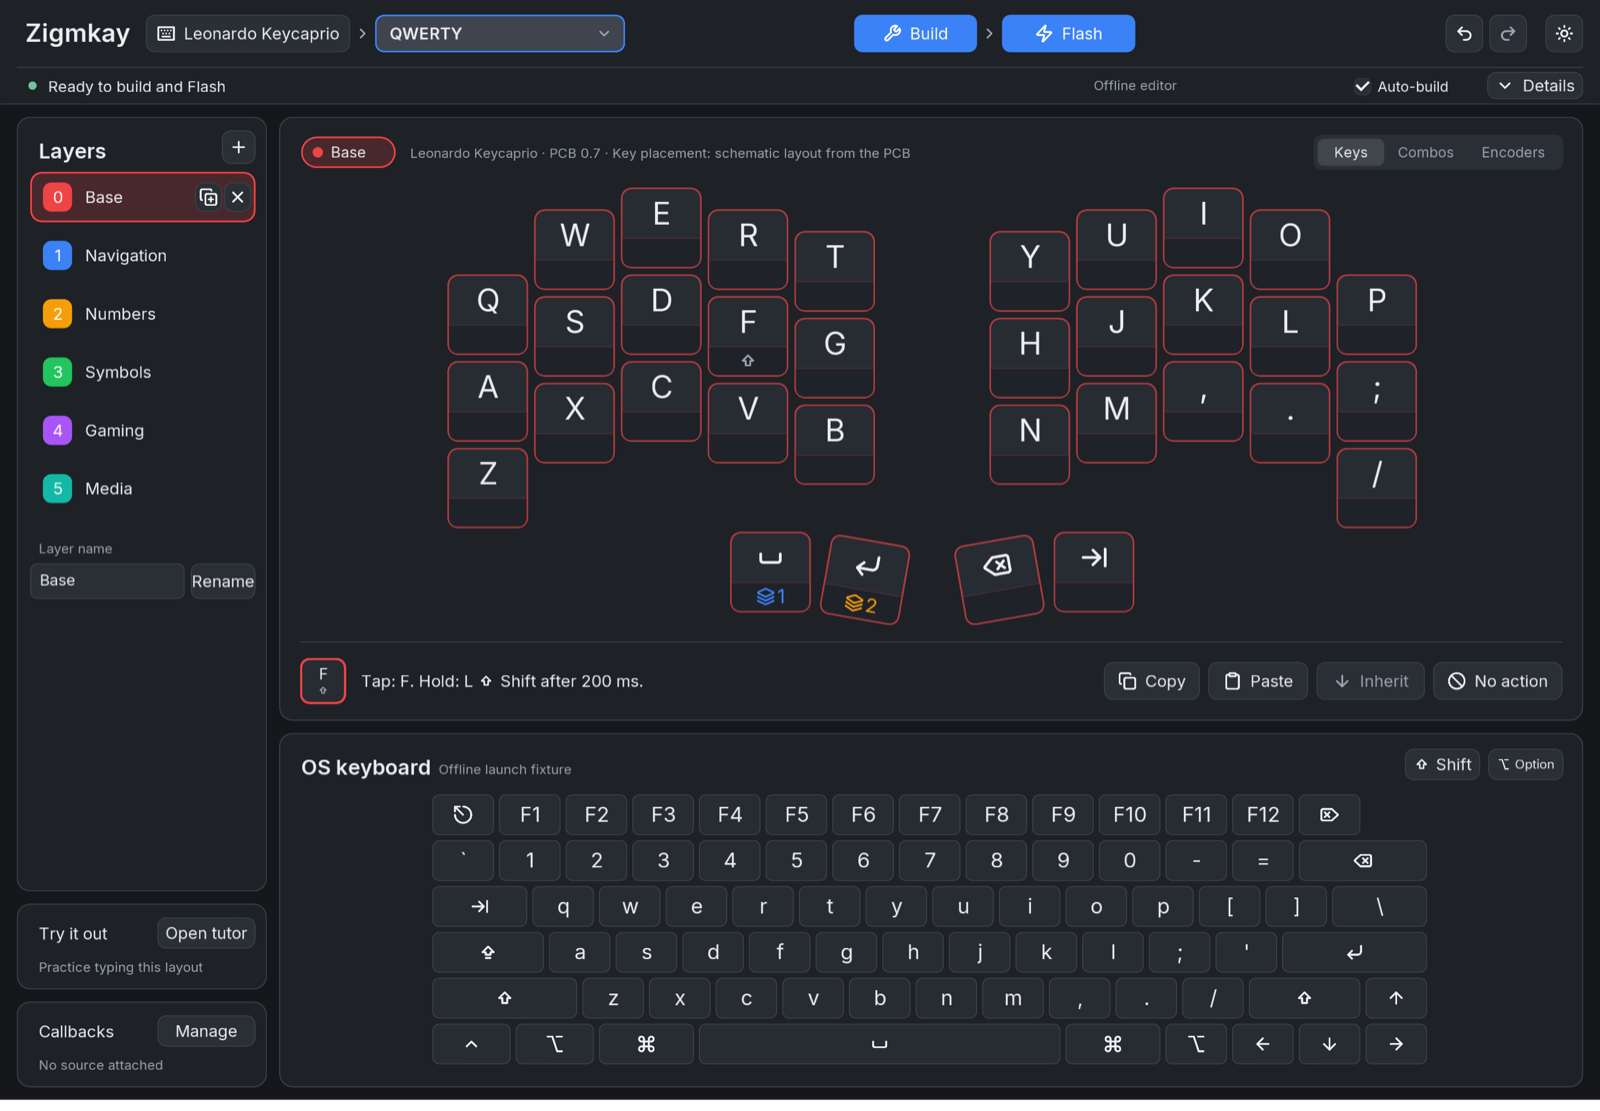 Zigmkay
Leonardo Keycaprio
QWERTY
Build
Flash
Ready to build and Flash
Offline editor
Auto-build
Details
Layers
0 Base
1 Navigation
2 Numbers
3 Symbols
4 Gaming
5 Media
Layer name
Base
Rename
Try it out
Open tutor
Practice typing this layout
Callbacks
Manage
No source attached
Base
Leonardo Keycaprio · PCB 0.7 · Key placement: schematic layout from the PCB
Keys
Combos
Encoders
Q W E R T Y U I O P
A S D F G H J K L ;
Z X C V B N M , . /
1 2
F
Tap: F. Hold: L ⇧ Shift after 200 ms.
Copy
Paste
Inherit
No action
OS keyboard
Offline launch fixture
Shift
⌥ Option
F1 F2 F3 F4 F5 F6 F7 F8 F9 F10 F11 F12
` 1 2 3 4 5 6 7 8 9 0 - =
q w e r t y u i o p [ ] \
a s d f g h j k l ; '
z x c v b n m , . /